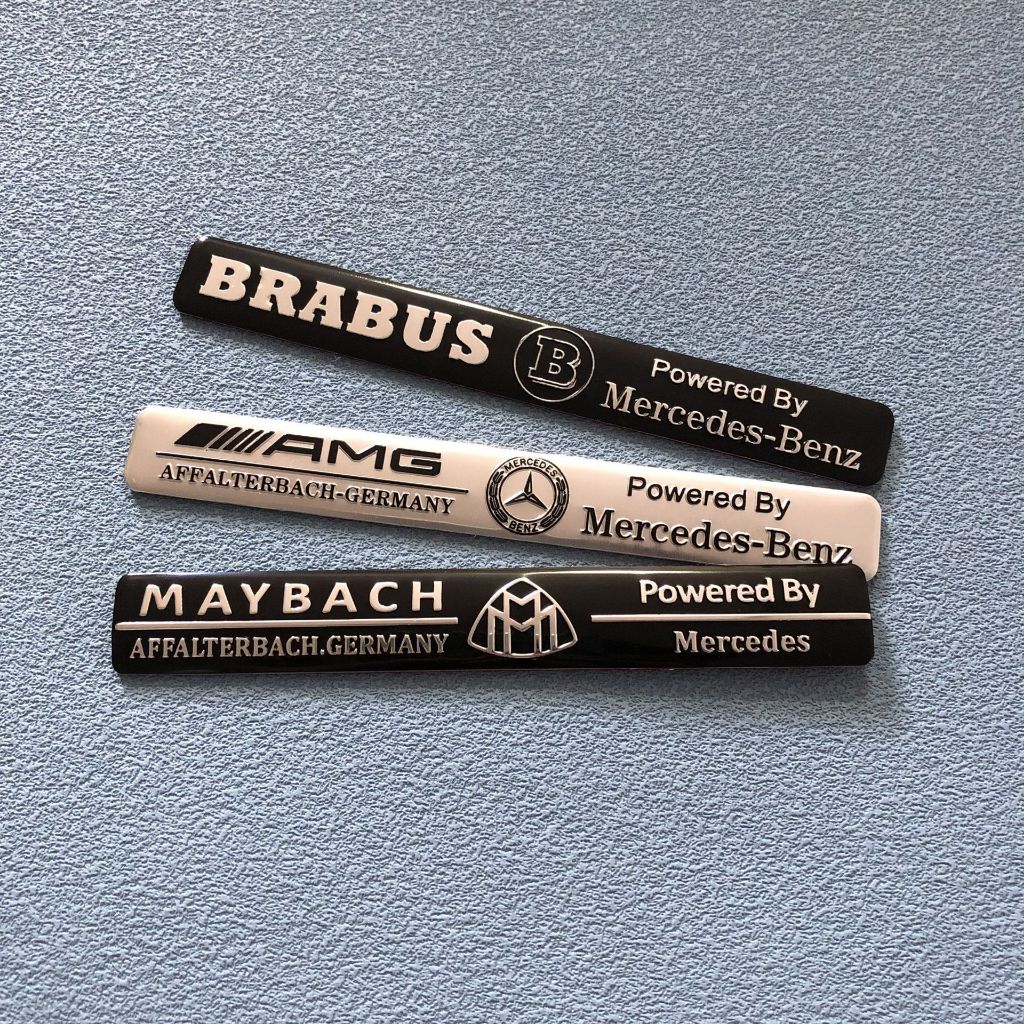 BRABUS
B
Powered By
Mercedes-Benz
AMG
AFFALTERBACH-GERMANY
MERCEDES
BENZ
Powered By
Mercedes-Benz
MAYBACH
AFFALTERBACH.GERMANY
MM
Powered By
Mercedes